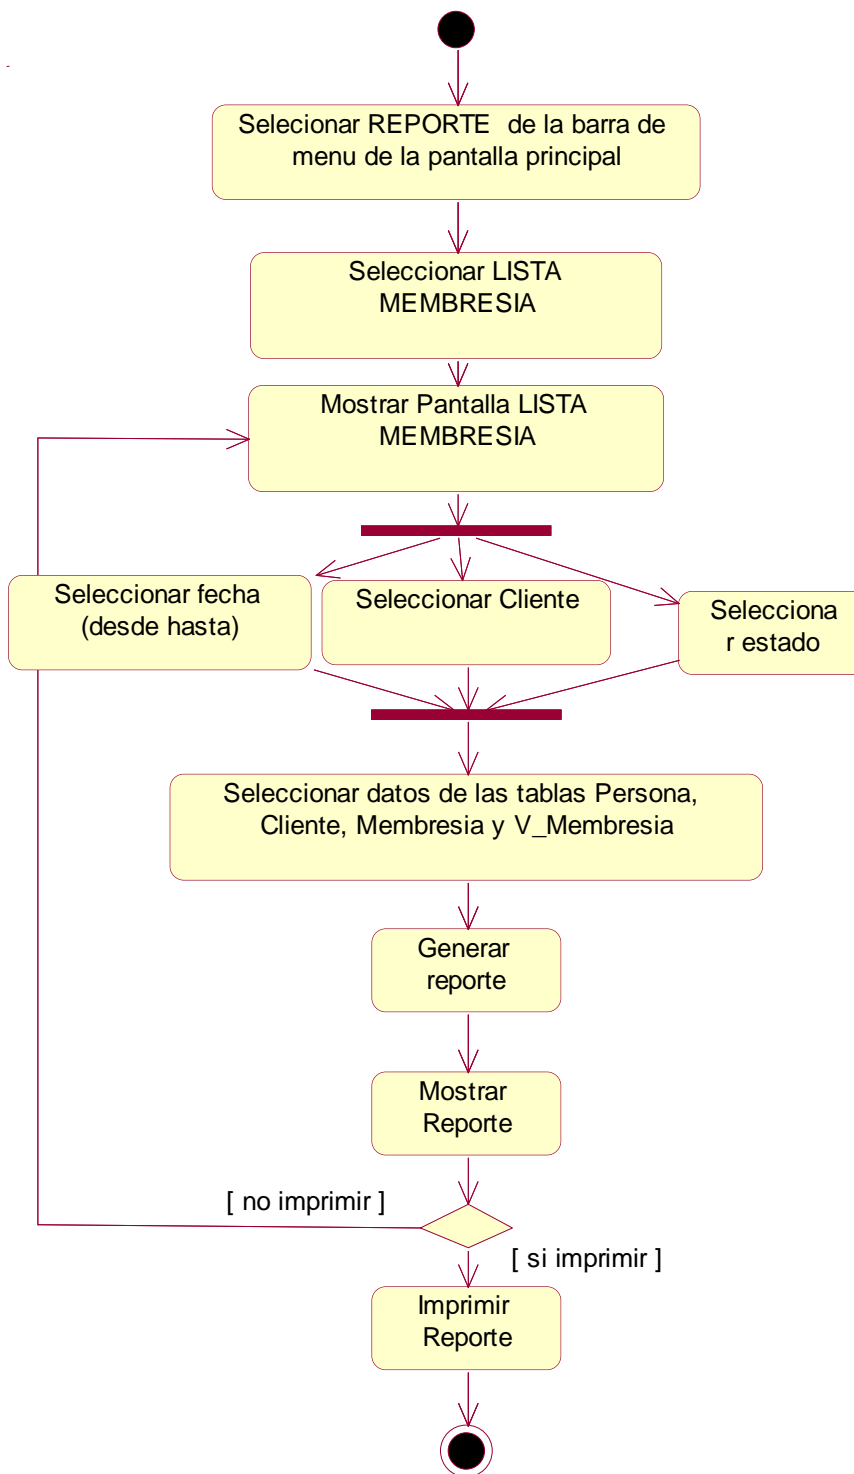 Selecionar REPORTE  de la barra de
menu de la pantalla principal
Seleccionar LISTA
MEMBRESIA
Mostrar Pantalla LISTA
MEMBRESIA
Seleccionar fecha
(desde hasta)
Seleccionar Cliente
Selecciona
r estado
Seleccionar datos de las tablas Persona,
Cliente, Membresia y V_Membresia
Generar
reporte
Mostrar
Reporte
[ no imprimir ]
[ si imprimir ]
Imprimir
Reporte